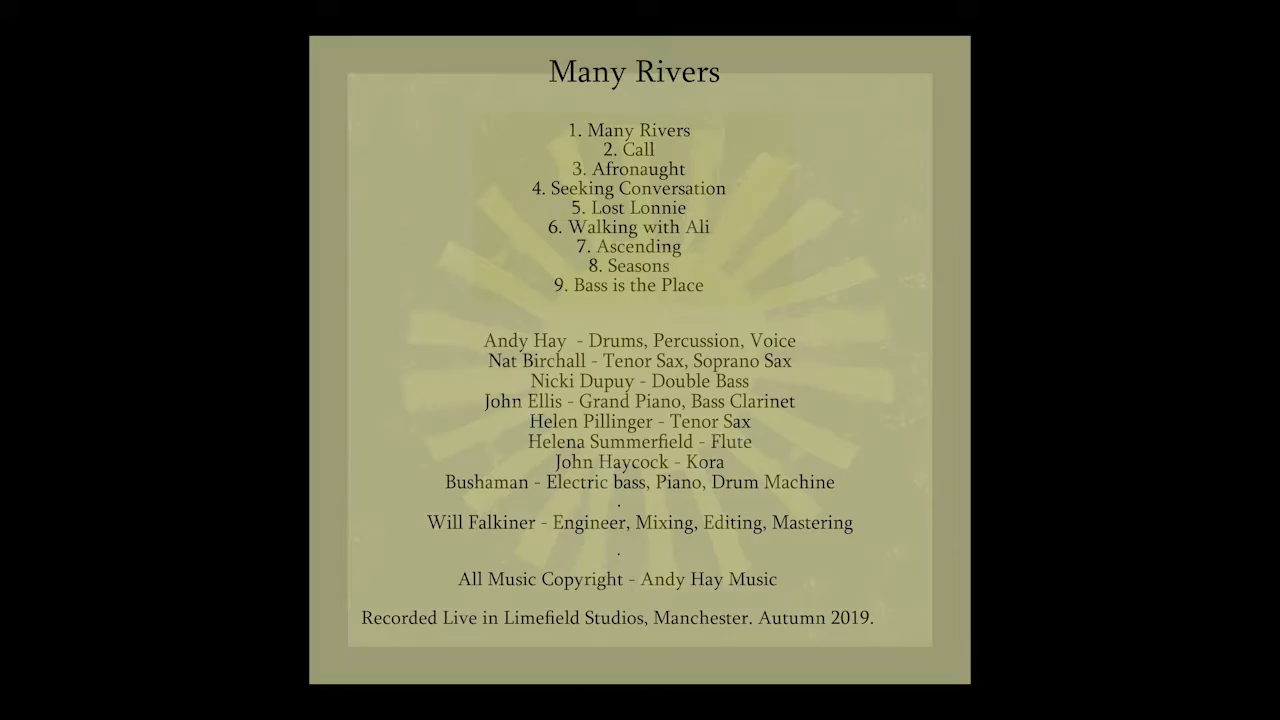 Many Rivers
1. Many Rivers
2. Call
3. Afronaught
4. Seeking Conversation
5. Lost Lonnie
6. Walking with Ali
7. Ascending
8. Seasons
9. Bass is the Place
Andy Hay - Drums, Percussion, Voice
Nat Birchall - Tenor Sax, Soprano Sax
Nicki Dupuy - Double Bass
John Ellis - Grand Piano, Bass Clarinet
Helen Pillinger - Tenor Sax
Helena Summerfield - Flute
John Haycock - Kora
Bushaman - Electric bass, Piano, Drum Machine
.
Will Falkiner - Engineer, Mixing, Editing, Mastering
.
All Music Copyright - Andy Hay Music
Recorded Live in Limefield Studios, Manchester. Autumn 2019.